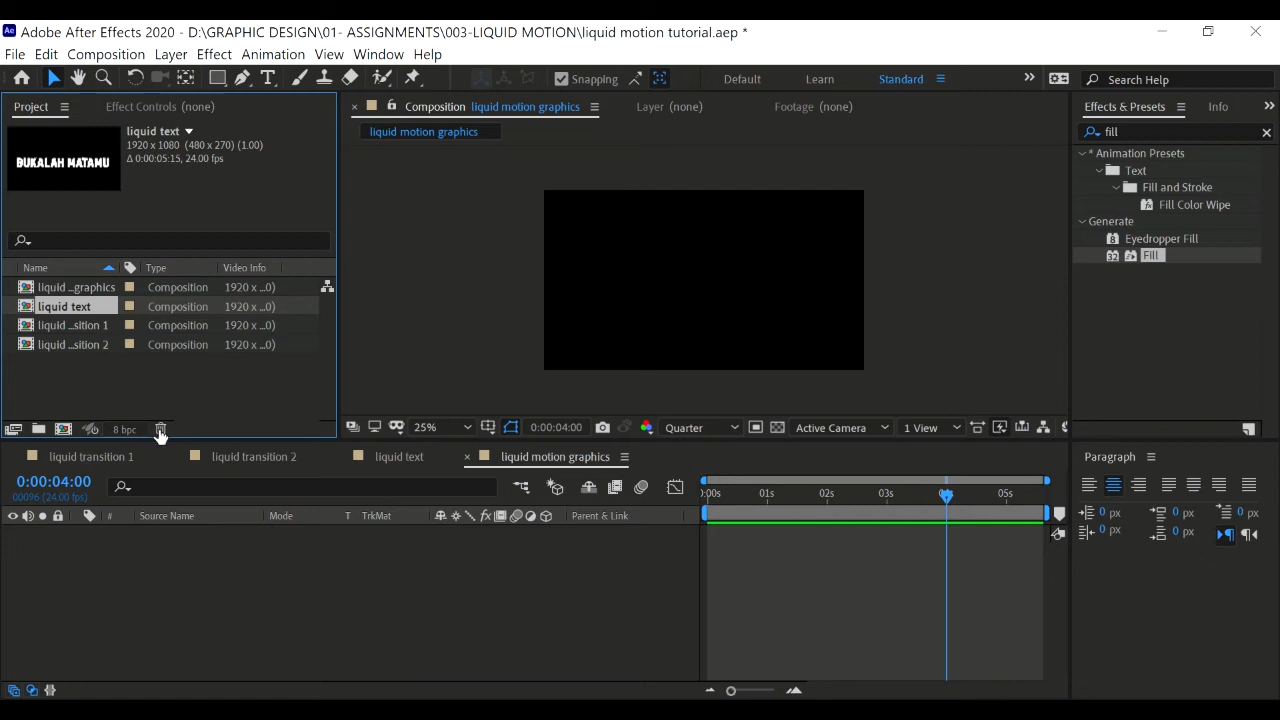 Adobe After Effects 2020 - D:\GRAPHIC DESIGN\01- ASSIGNMENTS\003-LIQUID MOTION\liquid motion tutorial.aep *
File Edit Composition Layer Effect Animation View Window Help
Snapping Default Learn Standard Search Help
Project Effect Controls (none) Composition liquid motion graphics Layer (none) Footage (none) Effects & Presets Info
liquid text
1920 x 1080 (480 x 270) (1.00)
Δ 0:00:05:15, 24.00 fps
BUKALAH MATAMU
liquid motion graphics
fill
* Animation Presets
Text
Fill and Stroke
Fill Color Wipe
Generate
8 Eyedropper Fill
32 Fill
Name Type Video Info
liquid ...graphics Composition 1920 x ...0)
liquid text Composition 1920 x ...0)
liquid ...sition 1 Composition 1920 x ...0)
liquid ...sition 2 Composition 1920 x ...0)
8 bpc 25% 0:00:04:00 Quarter Active Camera 1 View
liquid transition 1 liquid transition 2 liquid text liquid motion graphics Paragraph
0:00:04:00
00096 (24.00 fps)
):00s 01s 02s 03s 05s
# Source Name Mode T TrkMat Parent & Link
0 px 0 px 0 px
0 px 0 px